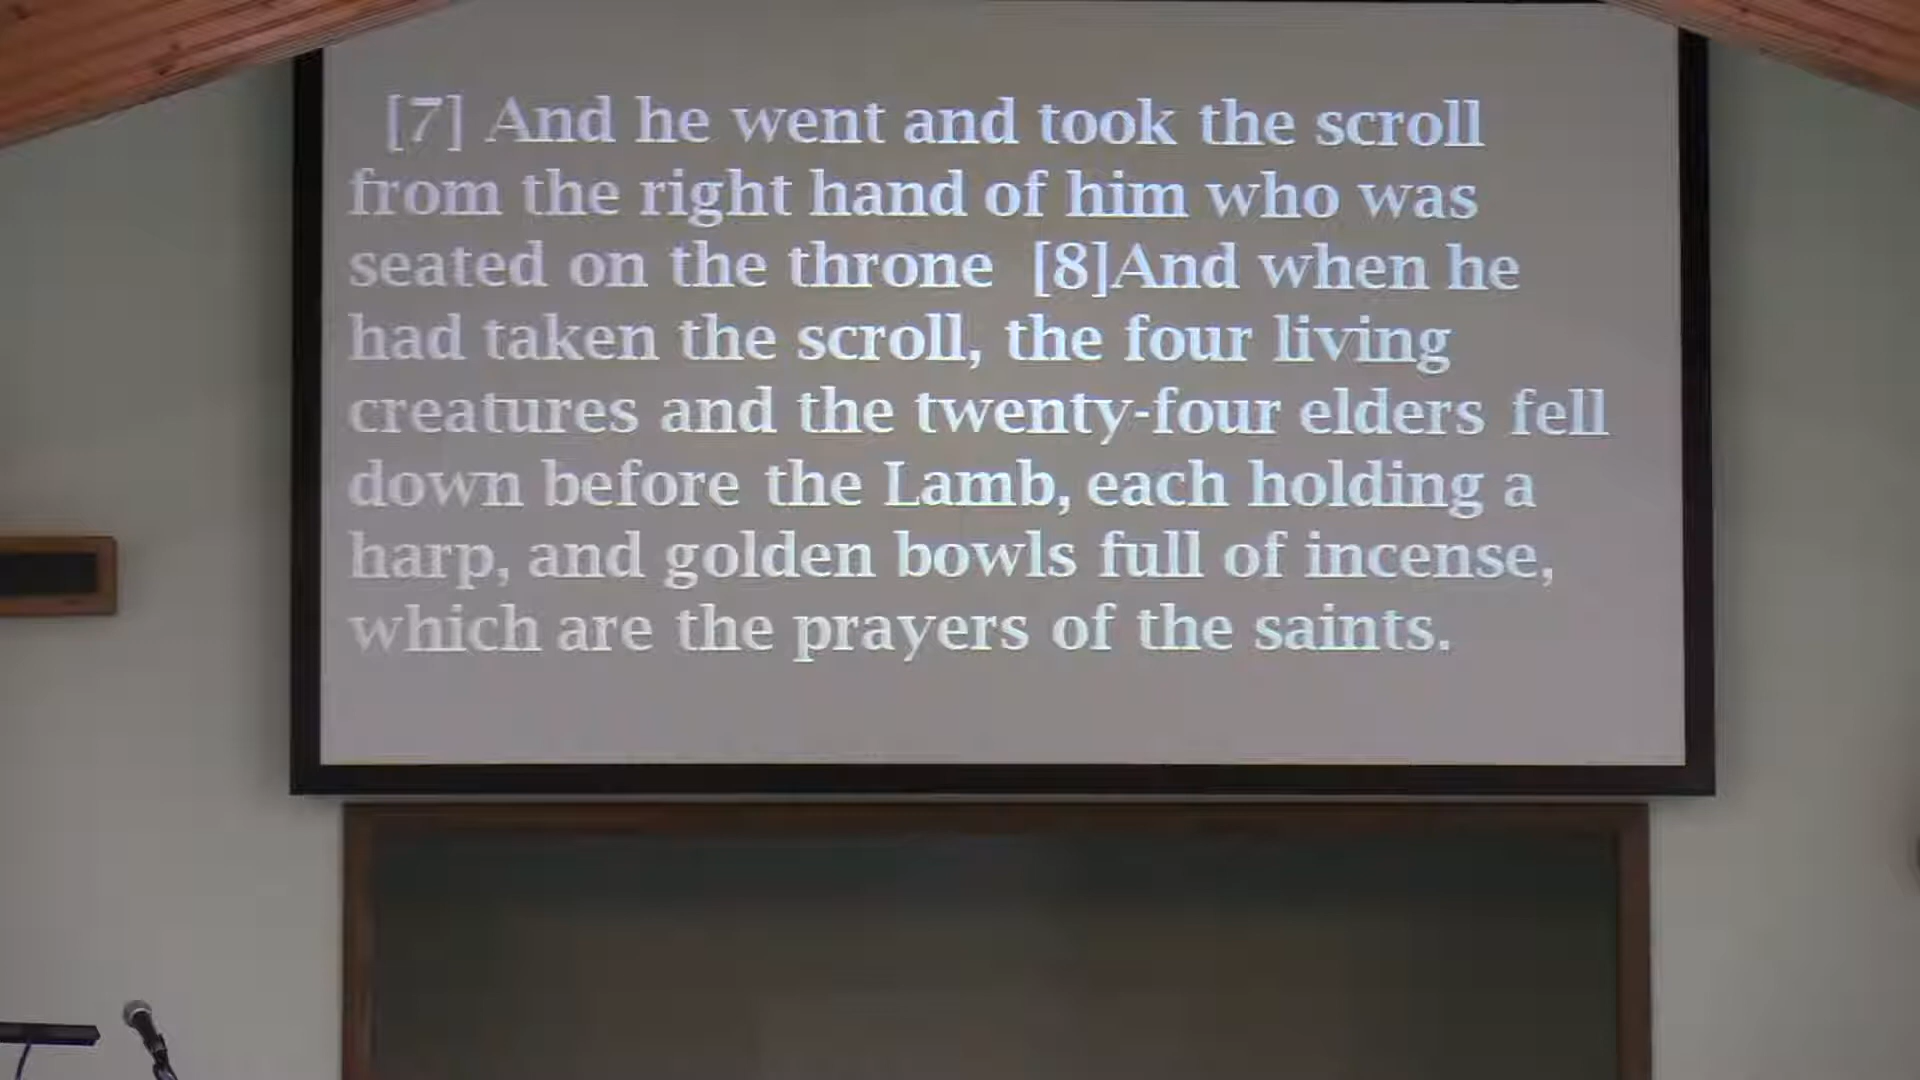 [7] And he went and took the scroll
from the right hand of him who was
seated on the throne [8]And when he
had taken the scroll, the four living
creatures and the twenty-four elders fell
down before the Lamb, each holding a
harp, and golden bowls full of incense,
which are the prayers of the saints.